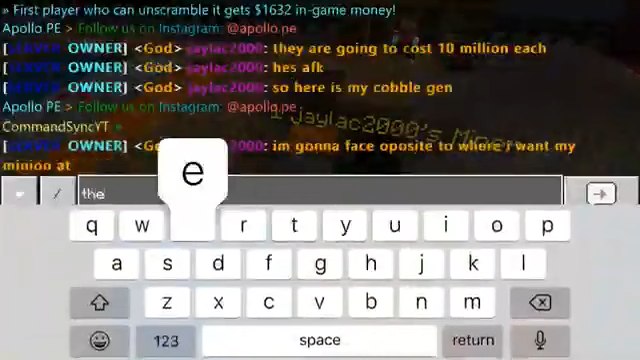 » First player who can unscramble it gets $1632 in-game money!
Apollo PE > Follow us on Instagram: @apollo.pe
[SERVER OWNER] <God> jaylac2000: they are going to cost 10 million each
[SERVER OWNER] <God> jaylac2000: hes afk
[SERVER OWNER] <God> jaylac2000: so here is my cobble gen
Apollo PE > Follow us on Instagram: @apollo.pe
CommandSyncYT »
jaylac2000's
[SERVER OWNER] 2000: im gonna face oposite to where i want my
minion at
/ the
e
q w r t y u i o p
a s d f g h j k l
z x c v b n m
123 space return